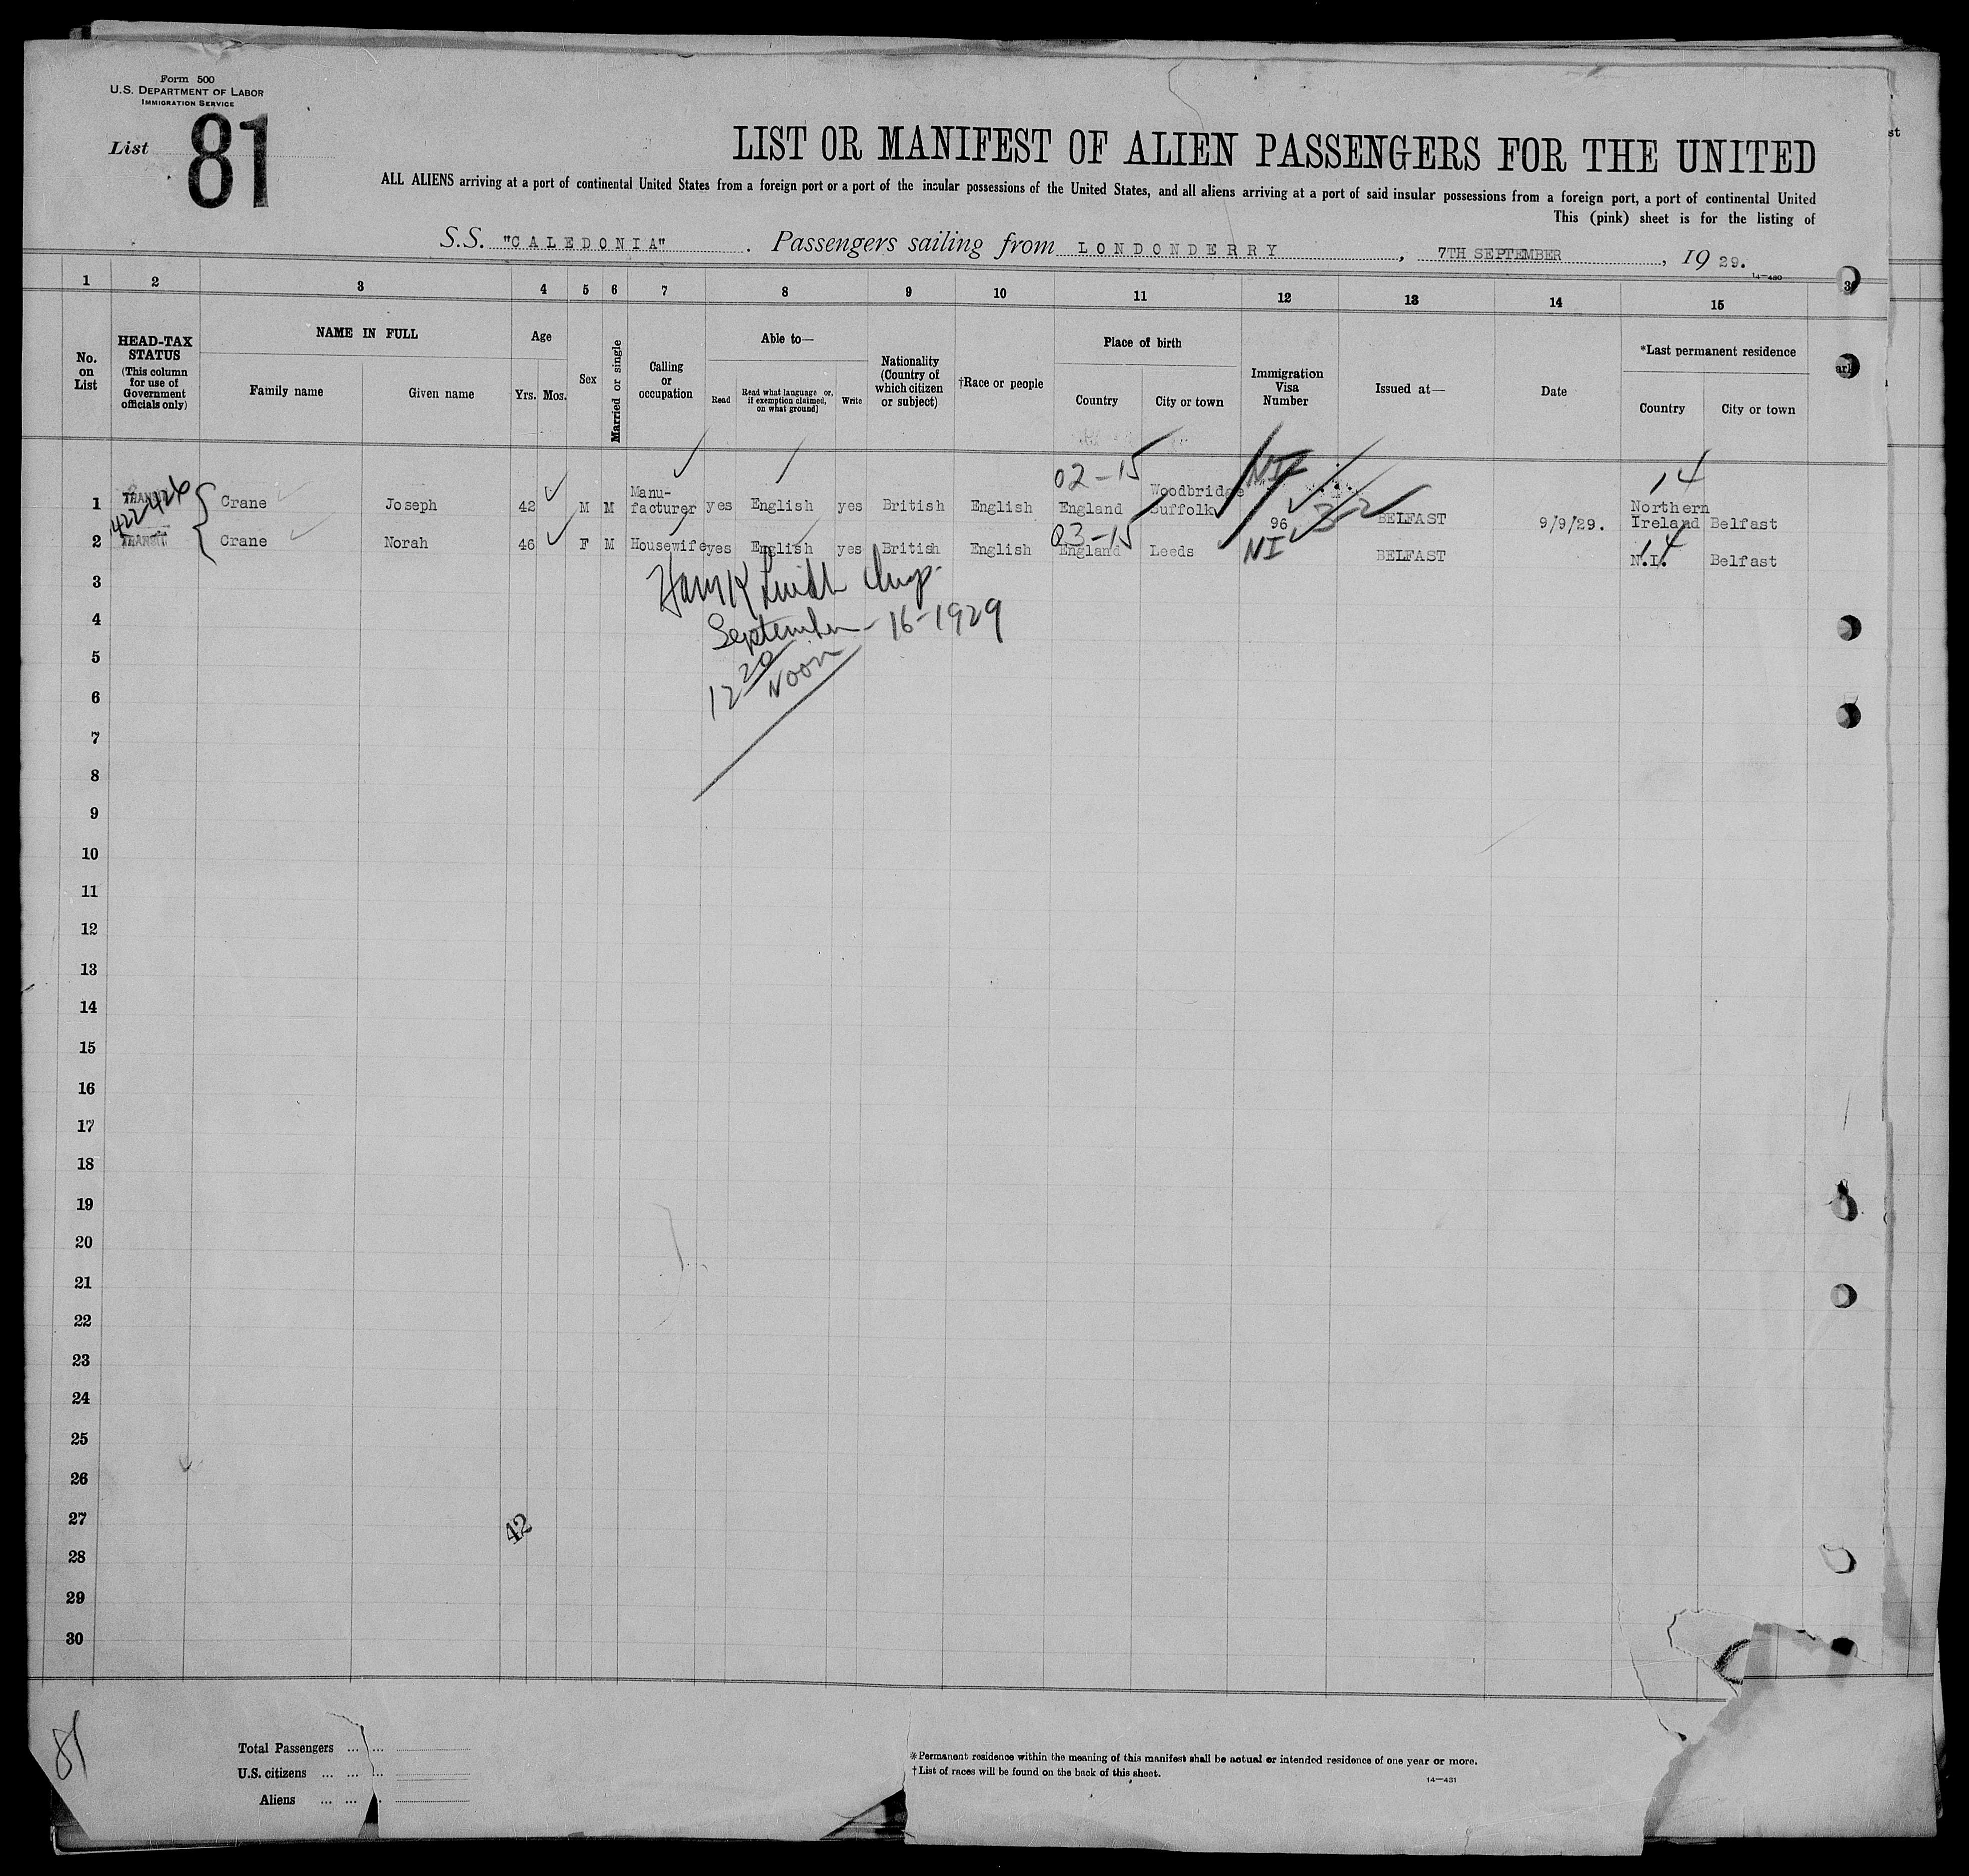 Form 500
U.S. DEPARTMENT OF LABOR
IMMIGRATION SERVICE
List 81
LIST OR MANIFEST OF ALIEN PASSENGERS FOR THE UNITED
ALL ALIENS arriving at a port of continental United States from a foreign port or a port of the insular possessions of the United States, and all aliens arriving at a port of said insular possessions from a foreign port, a port of continental United
This (pink) sheet is for the listing of
S.S. "CALEDONIA". Passengers sailing from LONDONDERRY, 7TH SEPTEMBER, 19 29.
14—430
1 2 3 4 5 6 7 8 9 10 11 12 13 14 15
No. on List
HEAD-TAX STATUS
(This column for use of Government officials only)
NAME IN FULL
Family name
Given name
Age
Yrs. Mos.
Sex
Married or single
Calling or occupation
Able to—
Read
Read what language or, if exemption claimed, on what ground]
Write
Nationality (Country of which citizen or subject)
†Race or people
Place of birth
Country
City or town
Immigration Visa Number
Issued at—
Date
*Last permanent residence
Country
City or town
02-15 NI 14
1 TRANSIT Crane Joseph 42 M M Manu-facturer yes English yes British English England Woodbridge Suffolk 96 3-2 BELFAST 9/9/29. Northern Ireland Belfast
03-15 NI 14
2 TRANSIT Crane Norah 46 F M Housewife yes English yes British English England Leeds BELFAST N.I. Belfast
3
Insp.
4
September-16-1929
5
12 20 Noon
6
7
8
9
10
11
12
13
14
15
16
17
18
19
20
21
22
23
24
25
26
27
42
28
29
30
81
Total Passengers ... ...
U.S. citizens ... ... ...
Aliens ... ...
*Permanent residence within the meaning of this manifest shall be actual or intended residence of one year or more.
†List of races will be found on the back of this sheet.
14—431